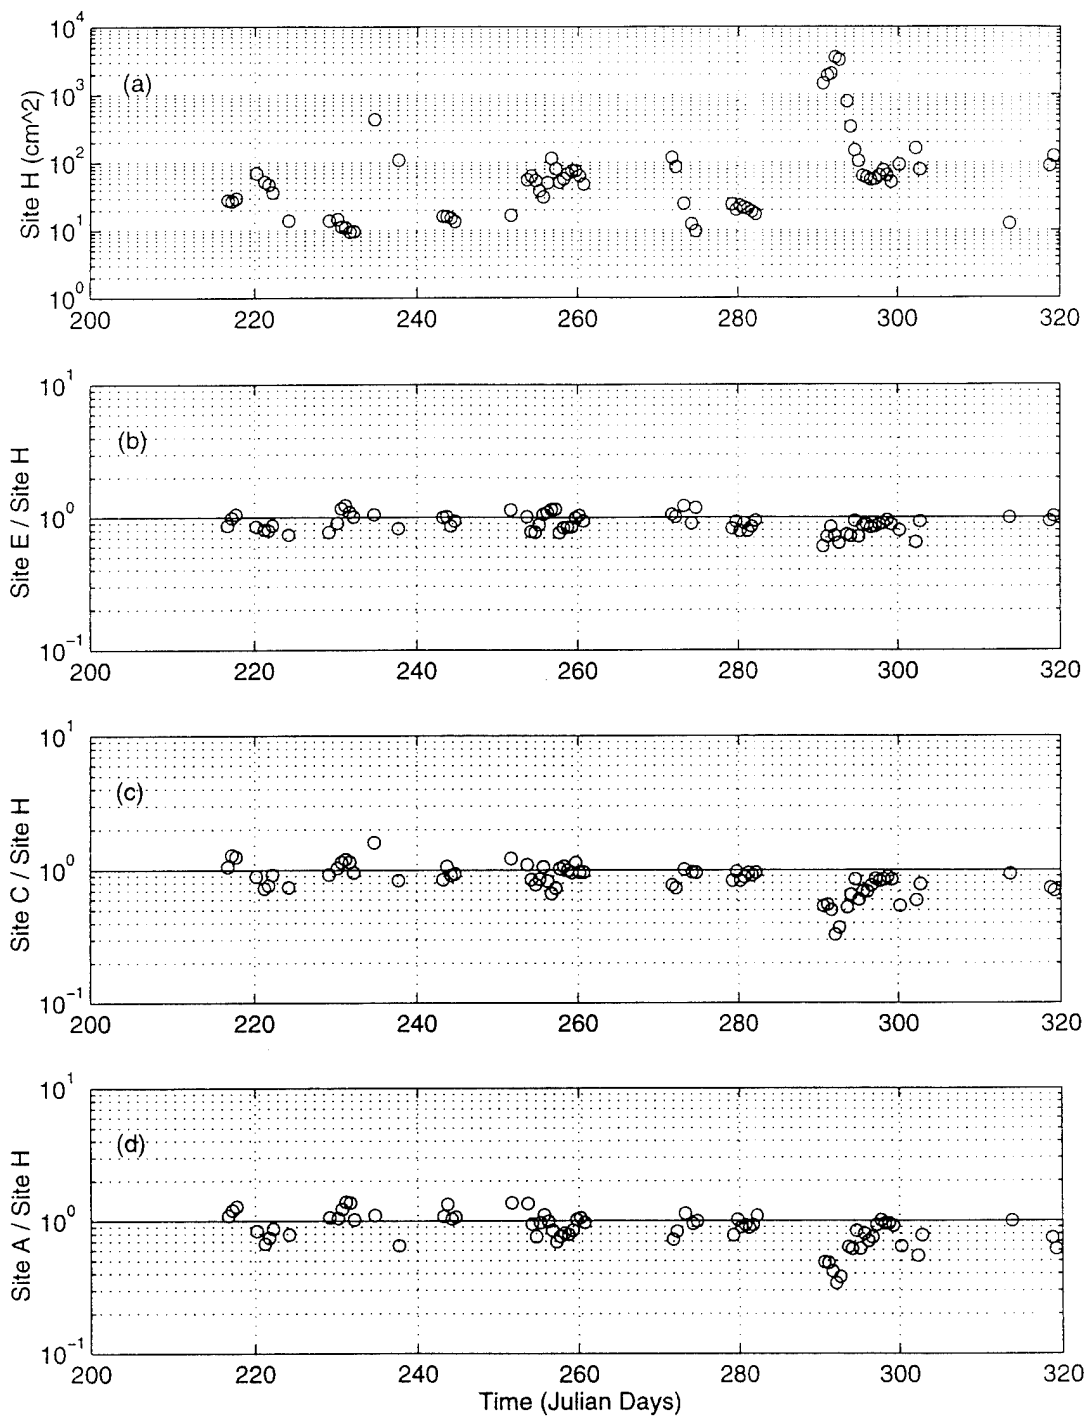 10^4
(a)
10^3
10^2
10^1
10^0
Site H (cm^2)
200 220 240 260 280 300 320
10^1
(b)
10^0
10^-1
Site E / Site H
200 220 240 260 280 300 320
10^1
(c)
10^0
10^-1
Site C / Site H
200 220 240 260 280 300 320
10^1
(d)
10^0
10^-1
Site A / Site H
200 220 240 260 280 300 320
Time (Julian Days)